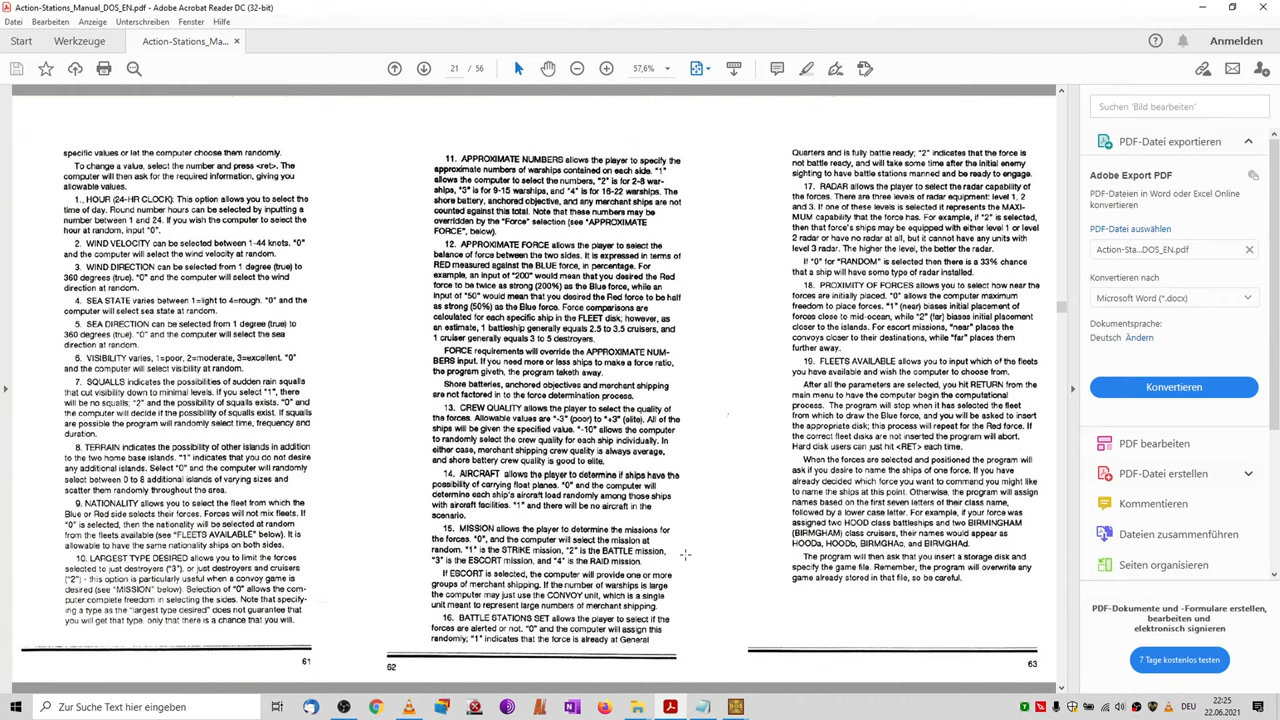 Action-Stations_Manual_DOS_EN.pdf - Adobe Acrobat Reader DC (32-bit)
Datei Bearbeiten Anzeige Unterschreiben Fenster Hilfe
Start Werkzeuge Action-Stations_Ma... × Anmelden
21 / 56 57,6%
specific values or let the computer choose them randomly.
To change a value, select the number and press <ret>. The
computer will then ask for the required information, giving you
allowable values.
1., HOUR (24-HR CLOCK). This option allows you to select the
time of day. Round number hours can be selected by inputting a
number between 1 and 24. If you wish the computer to select the
hour at random, input "0".
2. WIND VELOCITY can be selected between 1-44 knots. "0"
and the computer will select the wind velocity at random.
3. WIND DIRECTION can be selected from 1 degree (true) to
360 degrees (true). "0" and the computer will select the wind
direction at random.
4. SEA STATE varies between 1=light to 4=rough. "0" and the
computer will select sea state at random.
5. SEA DIRECTION can be selected from 1 degree (true) to
360 degrees (true). "0" and the computer will select the sea
direction at random.
6. VISIBILITY varies, 1=poor, 2=moderate, 3=excellent. "0"
and the computer will select visibility at random.
7. SQUALLS indicates the possibilities of sudden rain squalls
that cut visibility down to minimal levels. If you select "1", there
will be no squalls; "2" and the possibility of squalls exists. "0" and
the computer will decide if the possibility of squalls exist. If squalls
are possible the program will randomly select time, frequency and
duration.
8. TERRAIN indicates the possibility of other islands in addition
to the two home base islands. "1" indicates that you do not desire
any additional islands. Select "0" and the computer will randomly
select between 0 to 8 additional islands of varying sizes and
scatter them randomly throughout the area.
9. NATIONALITY allows you to select the fleet from which the
Blue or Red side selects their forces. Forces will not mix fleets. If
"0" is selected, then the nationality will be selected at random
from the fleets available (see "FLEETS AVAILABLE" below). It is
allowable to have the same nationality ships on both sides.
10. LARGEST TYPE DESIRED allows you to limit the forces
selected to just destroyers ("3"), or just destroyers and cruisers
("2") - this option is particularly useful when a convoy game is
desired (see "MISSION" below). Selection of "0" allows the com-
puter complete freedom in selecting the sides. Note that specify-
ing a type as the "largest type desired" does not guarantee that
you will get that type, only that there is a chance that you will.
61
11. APPROXIMATE NUMBERS allows the player to specify the
approximate numbers of warships contained on each side. "1"
allows the computer to select the numbers, "2" is for 2-8 war-
ships, "3" is for 9-15 warships, and "4" is for 16-22 warships. The
shore battery, anchored objective, and any merchant ships are not
counted against this total. Note that these numbers may be
overridden by the "Force" selection (see "APPROXIMATE
FORCE", below).
12. APPROXIMATE FORCE allows the player to select the
balance of force between the two sides. It is expressed in terms of
RED measured against the BLUE force, in percentage. For
example, an input of "200" would mean that you desired the Red
force to be twice as strong (200%) as the Blue force, while an
input of "50" would mean that you desired the Red force to be half
as strong (50%) as the Blue force. Force comparisons are
calculated for each specific ship in the FLEET disk; however, as
an estimate, 1 battleship generally equals 2.5 to 3.5 cruisers, and
1 cruiser generally equals 3 to 5 destroyers.
FORCE requirements will override the APPROXIMATE NUM-
BERS input. If you need more or less ships to make a force ratio,
the program giveth, the program taketh away.
Shore batteries, anchored objectives and merchant shipping
are not factored in to the force determination process.
13. CREW QUALITY allows the player to select the quality of
the forces. Allowable values are "-3" (poor) to "+3" (elite). All of the
ships will be given the specified value. "-10" allows the computer
to randomly select the crew quality for each ship individually. In
either case, merchant shipping crew quality is always average,
and shore battery crew quality is good to elite.
14. AIRCRAFT allows the player to determine if ships have the
possibility of carrying float planes. "0" and the computer will
determine each ship's aircraft load randomly among those ships
with aircraft facilities. "1" and there will be no aircraft in the
scenario.
15. MISSION allows the player to determine the missions for
the forces. "0", and the computer will select the mission at
random. "1" is the STRIKE mission, "2" is the BATTLE mission,
"3" is the ESCORT mission, and "4" is the RAID mission.
If ESCORT is selected, the computer will provide one or more
groups of merchant shipping. If the number of warships is large
the computer may just use the CONVOY unit, which is a single
unit meant to represent large numbers of merchant shipping.
16. BATTLE STATIONS SET allows the player to select if the
forces are alerted or not. "0" and the computer will assign this
randomly; "1" indicates that the force is already at General
62
Quarters and is fully battle ready; "2" indicates that the force is
not battle ready, and will take some time after the initial enemy
sighting to have battle stations manned and be ready to engage.
17. RADAR allows the player to select the radar capability of
the forces. There are three levels of radar equipment: level 1, 2
and 3. If one of these levels is selected it represents the MAXI-
MUM capability that the force has. For example, if "2" is selected,
then that force's ships may be equipped with either level 1 or level
2 radar or have no radar at all, but it cannot have any units with
level 3 radar. The higher the level, the better the radar.
If "0" for "RANDOM" is selected then there is a 33% chance
that a ship will have some type of radar installed.
18. PROXIMITY OF FORCES allows you to select how near the
forces are initially placed. "0" allows the computer maximum
freedom to place forces. "1" (near) biases initial placement of
forces close to mid-ocean, while "2" (far) biases initial placement
closer to the islands. For escort missions, "near" places the
convoys closer to their destinations, while "far" places them
further away.
19. FLEETS AVAILABLE allows you to input which of the fleets
you have available and wish the computer to choose from.
After all the parameters are selected, you hit RETURN from the
main menu to have the computer begin the computational
process. The program will stop when it has selected the fleet
from which to draw the Blue force, and you will be asked to insert
the appropriate disk; this process will repeat for the Red force. If
the correct fleet disks are not inserted the program will abort.
Hard disk users can just hit <RET> each time.
When the forces are selected and positioned the program will
ask if you desire to name the ships of one force. If you have
already decided which force you want to command you might like
to name the ships at this point. Otherwise, the program will assign
names based on the first seven letters of their class name,
followed by a lower case letter. For example, if your force was
assigned two HOOD class battleships and two BIRMINGHAM
(BIRMGHA) class cruisers, their names would appear as
HOODa, HOODb, BIRMGHAc, and BIRMGHAd.
The program will then ask that you insert a storage disk and
specify the game file. Remember, the program will overwrite any
game already stored in that file, so be careful.
63
Suchen 'Bild bearbeiten'
PDF-Datei exportieren
Adobe Export PDF
PDF-Dateien in Word oder Excel Online
konvertieren
PDF-Datei auswählen
Action-Sta...DOS_EN.pdf
Konvertieren nach
Microsoft Word (*.docx)
Dokumentsprache:
Deutsch Ändern
Konvertieren
PDF bearbeiten
PDF-Datei erstellen
Kommentieren
Dateien zusammenführen
Seiten organisieren
PDF-Dokumente und -Formulare erstellen,
bearbeiten und
elektronisch signieren
7 Tage kostenlos testen
Zur Suche Text hier eingeben
DEU
22:25
22.06.2021